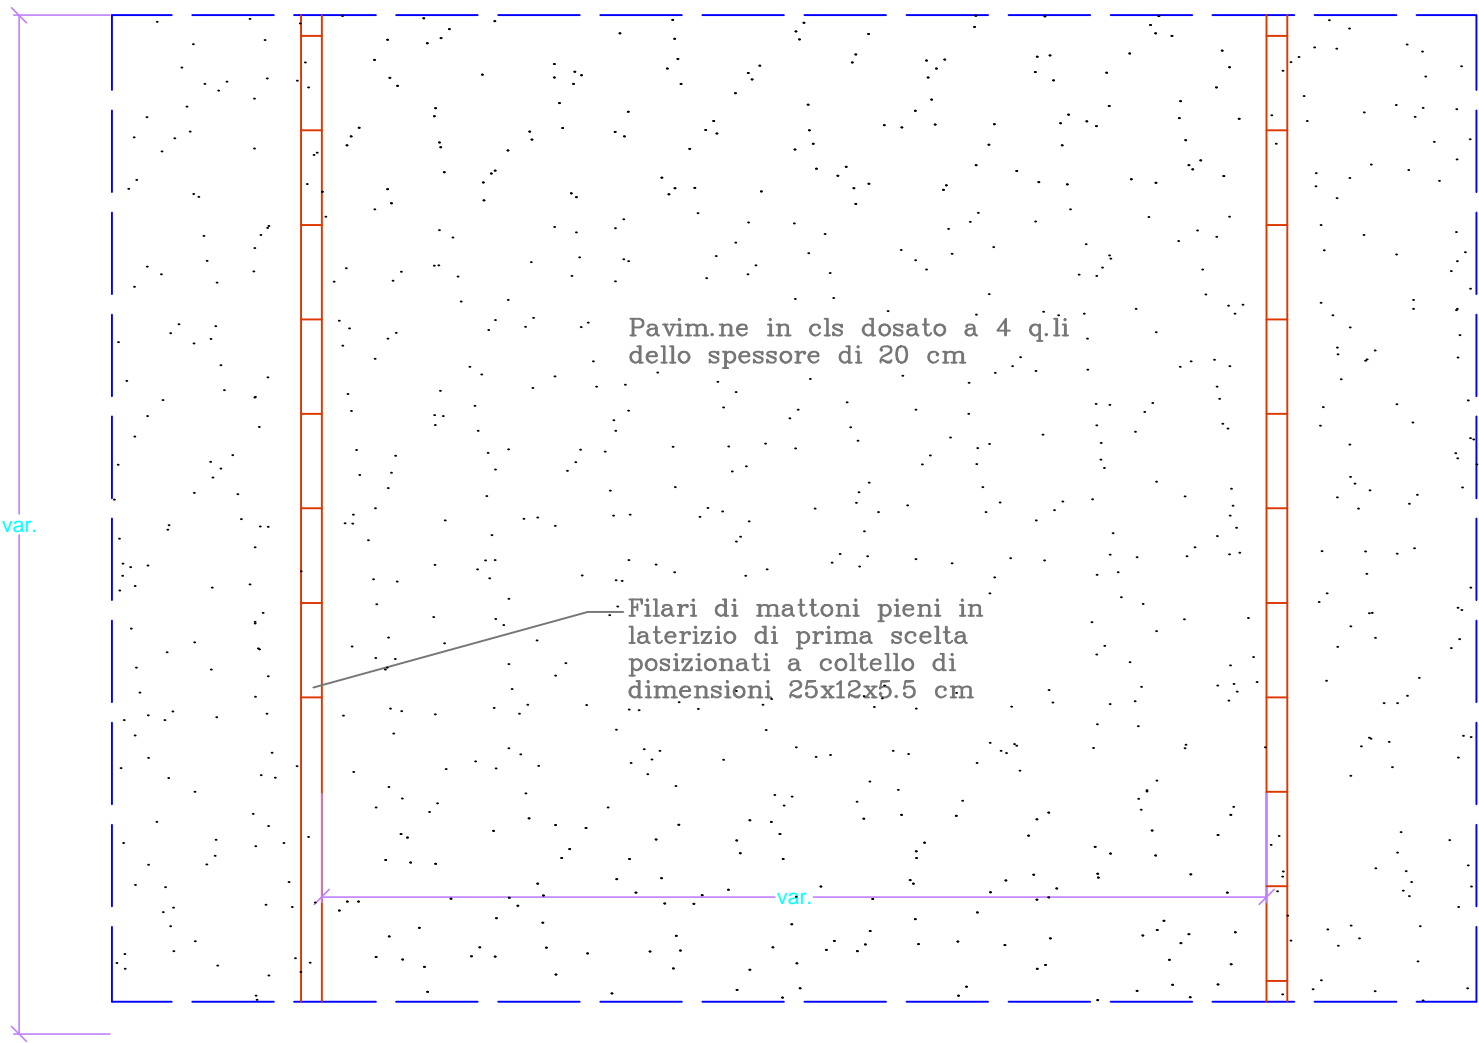 Pavim.ne in cls dosato a 4 q.li
dello spessore di 20 cm
var.
Filari di mattoni pieni in
laterizio di prima scelta
posizionati a coltello di
dimensioni 25x12x5.5 cm
var.